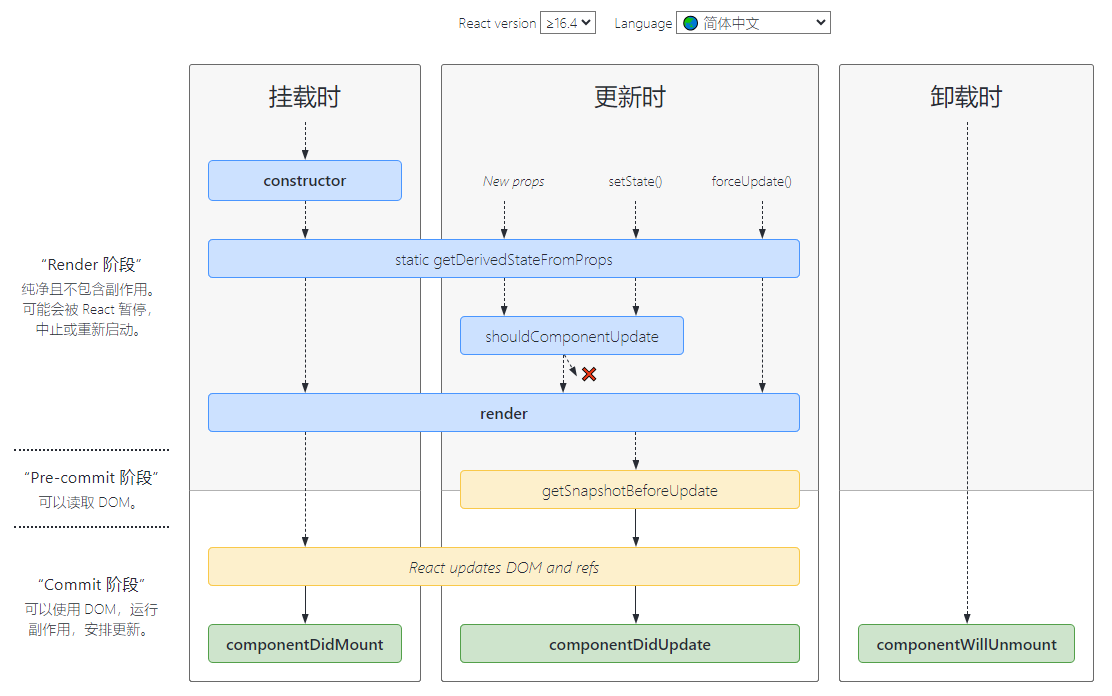 React version ≥16.4 Language 简体中文
挂载时 更新时 卸载时
constructor
New props setState() forceUpdate()
static getDerivedStateFromProps
“Render 阶段”
纯净且不包含副作用。
可能会被 React 暂停，
中止或重新启动。
shouldComponentUpdate
render
“Pre-commit 阶段”
可以读取 DOM。
getSnapshotBeforeUpdate
React updates DOM and refs
“Commit 阶段”
可以使用 DOM，运行
副作用，安排更新。
componentDidMount componentDidUpdate componentWillUnmount